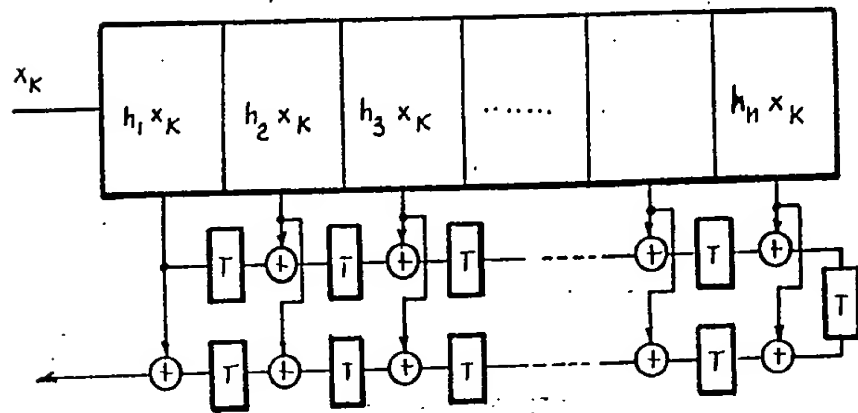 x_K
h_1 x_K h_2 x_K h_3 x_K ........ h_n x_K
T + T + T + T +
T
+ T + T + T + T +